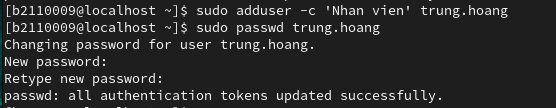 [b2110009@localhost ~]$ sudo adduser -c 'Nhan vien' trung.hoang
[b2110009@localhost ~]$ sudo passwd trung.hoang
Changing password for user trung.hoang.
New password:
Retype new password:
passwd: all authentication tokens updated successfully.